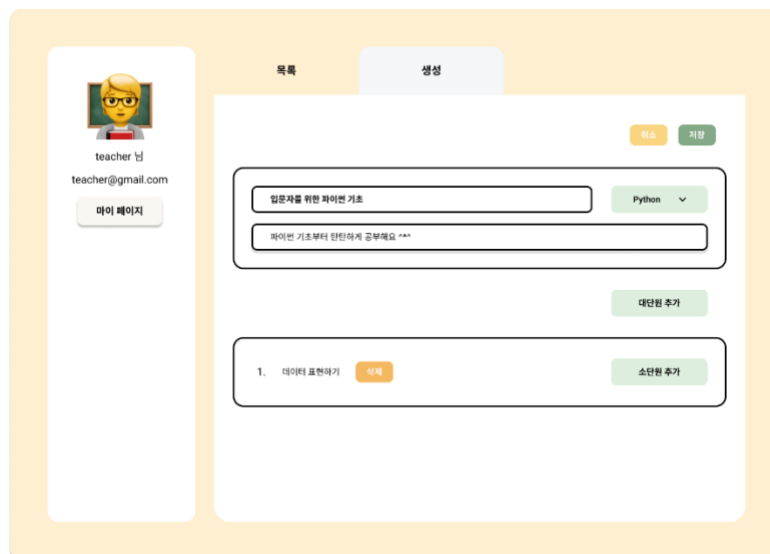 목록
생성
teacher 님
teacher@gmail.com
마이 페이지
취소
저장
입문자를 위한 파이썬 기초
Python
파이썬 기초부터 탄탄하게 공부해요 ^*^
대단원 추가
1. 데이터 표현하기
삭제
소단원 추가